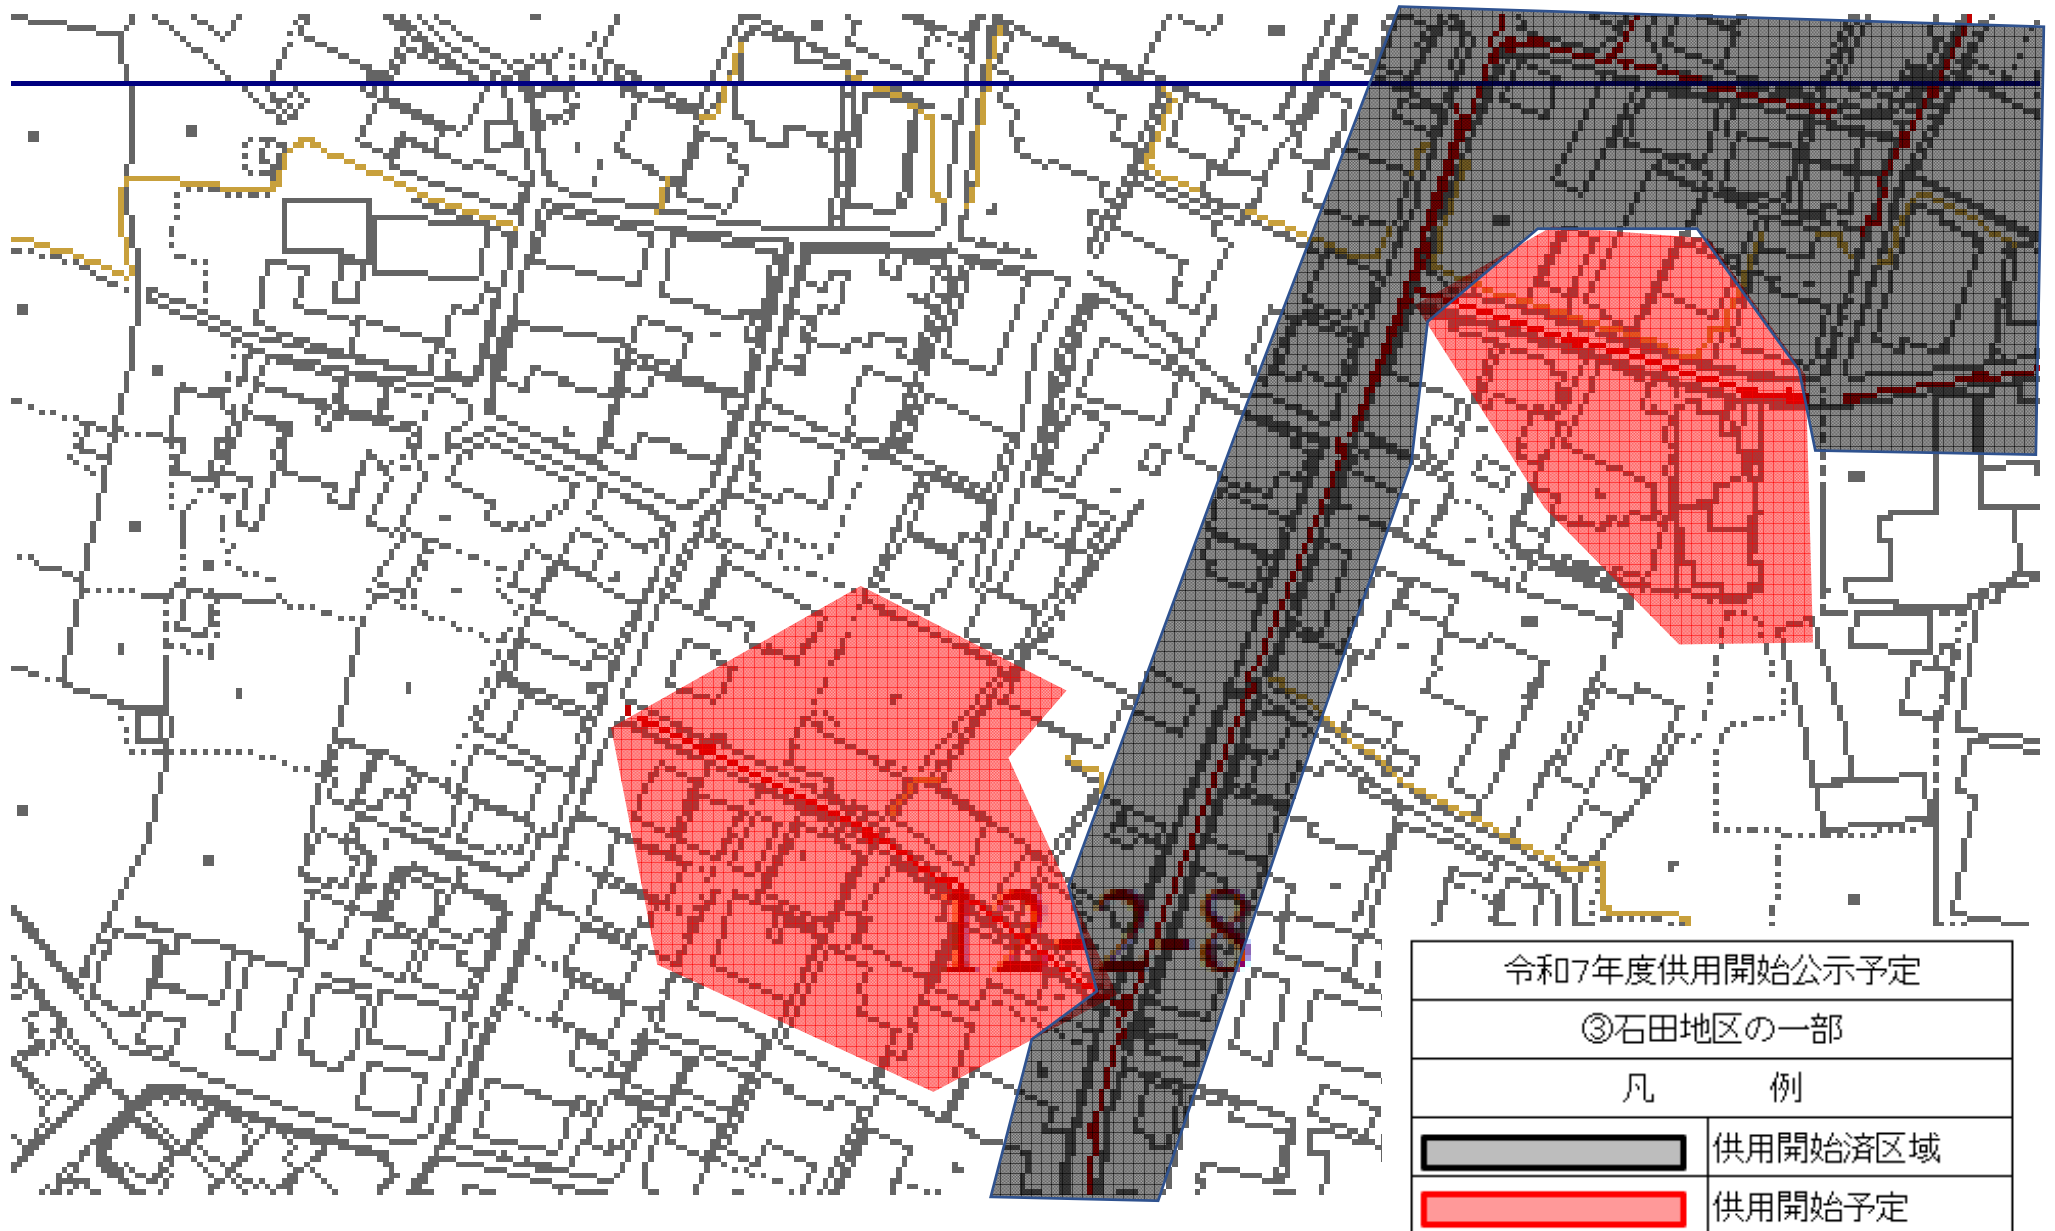 12-2-8
令和7年度供用開始公示予定
③石田地区の一部
凡 例
供用開始済区域
供用開始予定